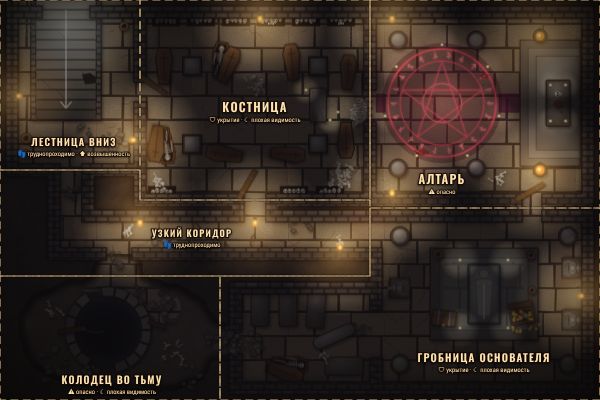 КОСТНИЦА
укрытие · плохая видимость
ЛЕСТНИЦА ВНИЗ
труднопроходимо · возвышенность
АЛТАРЬ
опасно
УЗКИЙ КОРИДОР
труднопроходимо
ГРОБНИЦА ОСНОВАТЕЛЯ
укрытие · плохая видимость
КОЛОДЕЦ ВО ТЬМУ
опасно · плохая видимость